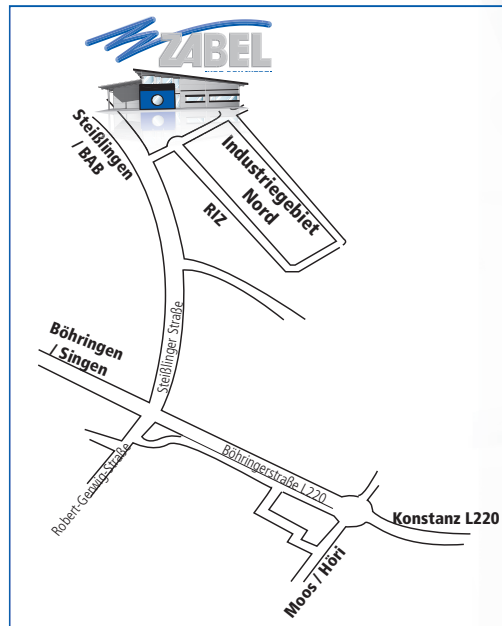 ZABEL
Steißlingen
/ BAB
Industriegebiet
Nord
RIZ
Steißlinger Straße
Böhringen
/ Singen
Robert-Gerwig-Straße
Böhringerstraße L220
Konstanz L220
Moos / Höri